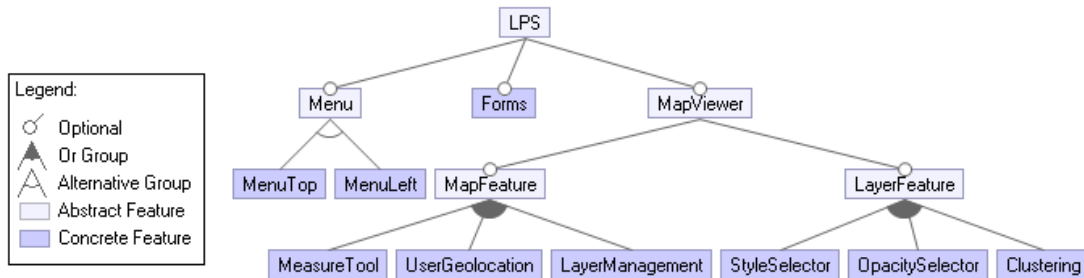 LPS
Menu
Forms
MapViewer
MenuTop
MenuLeft
MapFeature
LayerFeature
MeasureTool
UserGeolocation
LayerManagement
StyleSelector
OpacitySelector
Clustering
Legend:
Optional
Or Group
Alternative Group
Abstract Feature
Concrete Feature